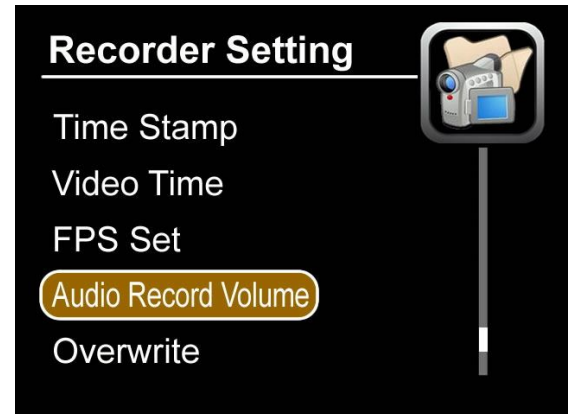 Recorder Setting
Time Stamp
Video Time
FPS Set
Audio Record Volume
Overwrite